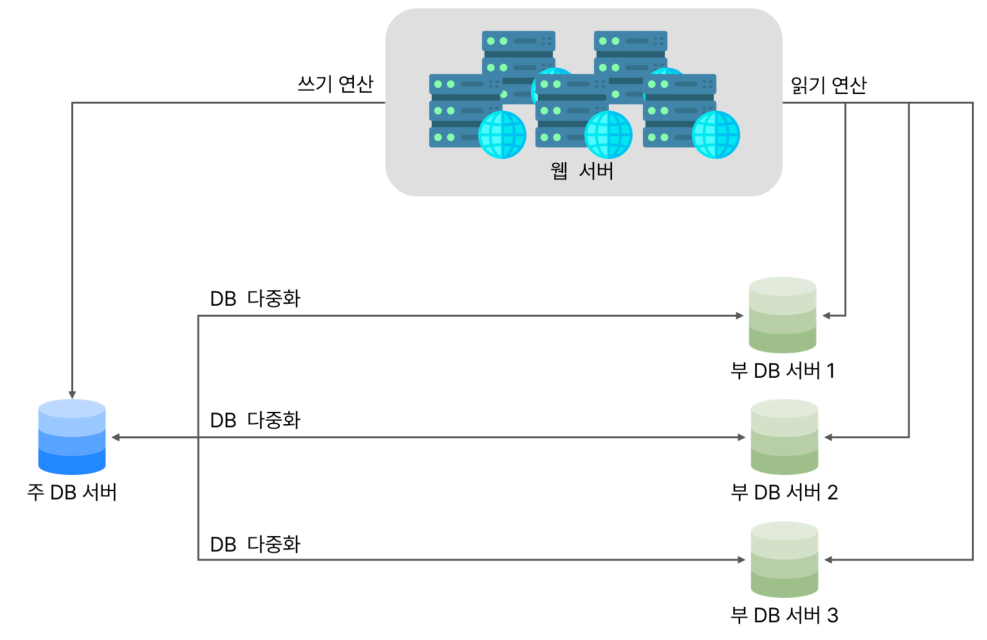 쓰기 연산
읽기 연산
웹 서버
DB 다중화
부 DB 서버 1
DB 다중화
주 DB 서버
부 DB 서버 2
DB 다중화
부 DB 서버 3